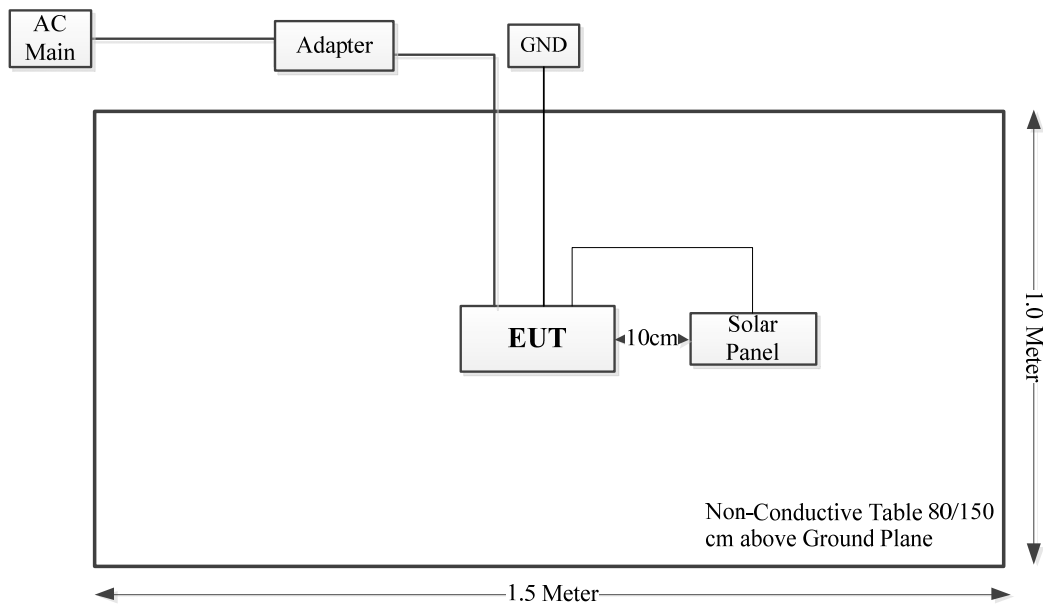 AC
Main
Adapter
GND
EUT
10cm
Solar
Panel
1.0 Meter
Non-Conductive Table 80/150
cm above Ground Plane
1.5 Meter